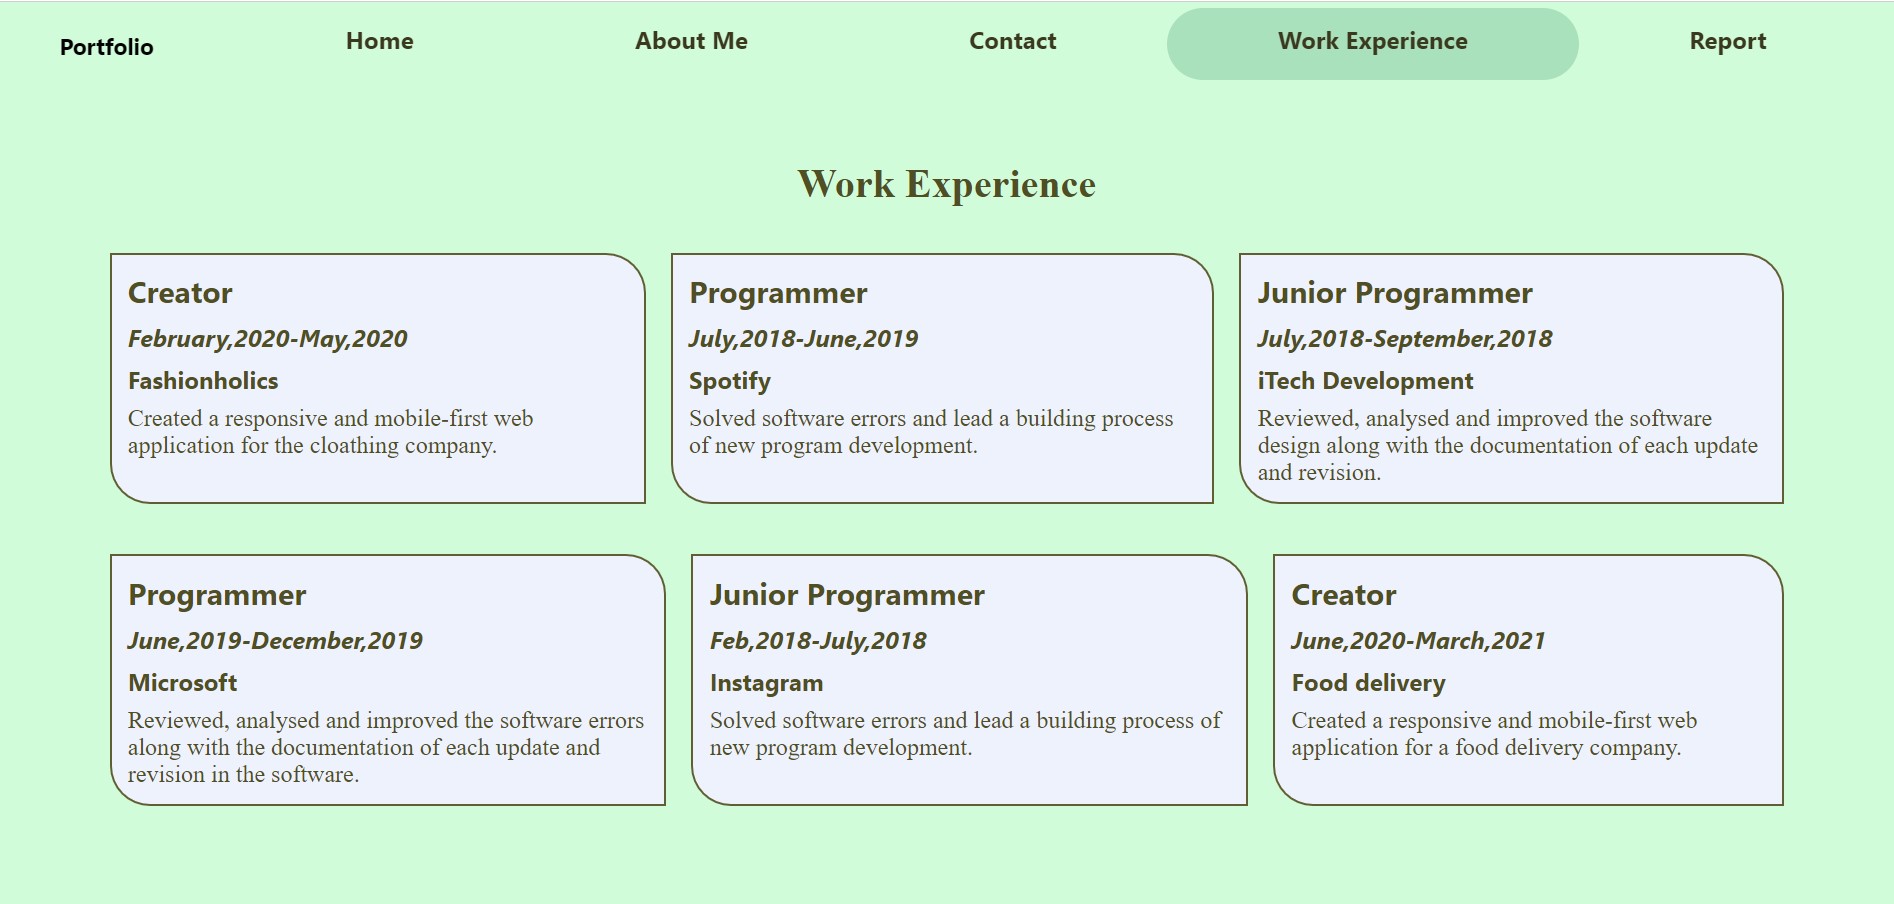 Portfolio
Home
About Me
Contact
Work Experience
Report
Work Experience
Creator
February,2020-May,2020
Fashionholics
Created a responsive and mobile-first web
application for the cloathing company.
Programmer
July,2018-June,2019
Spotify
Solved software errors and lead a building process
of new program development.
Junior Programmer
July,2018-September,2018
iTech Development
Reviewed, analysed and improved the software
design along with the documentation of each update
and revision.
Programmer
June,2019-December,2019
Microsoft
Reviewed, analysed and improved the software errors
along with the documentation of each update and
revision in the software.
Junior Programmer
Feb,2018-July,2018
Instagram
Solved software errors and lead a building process of
new program development.
Creator
June,2020-March,2021
Food delivery
Created a responsive and mobile-first web
application for a food delivery company.